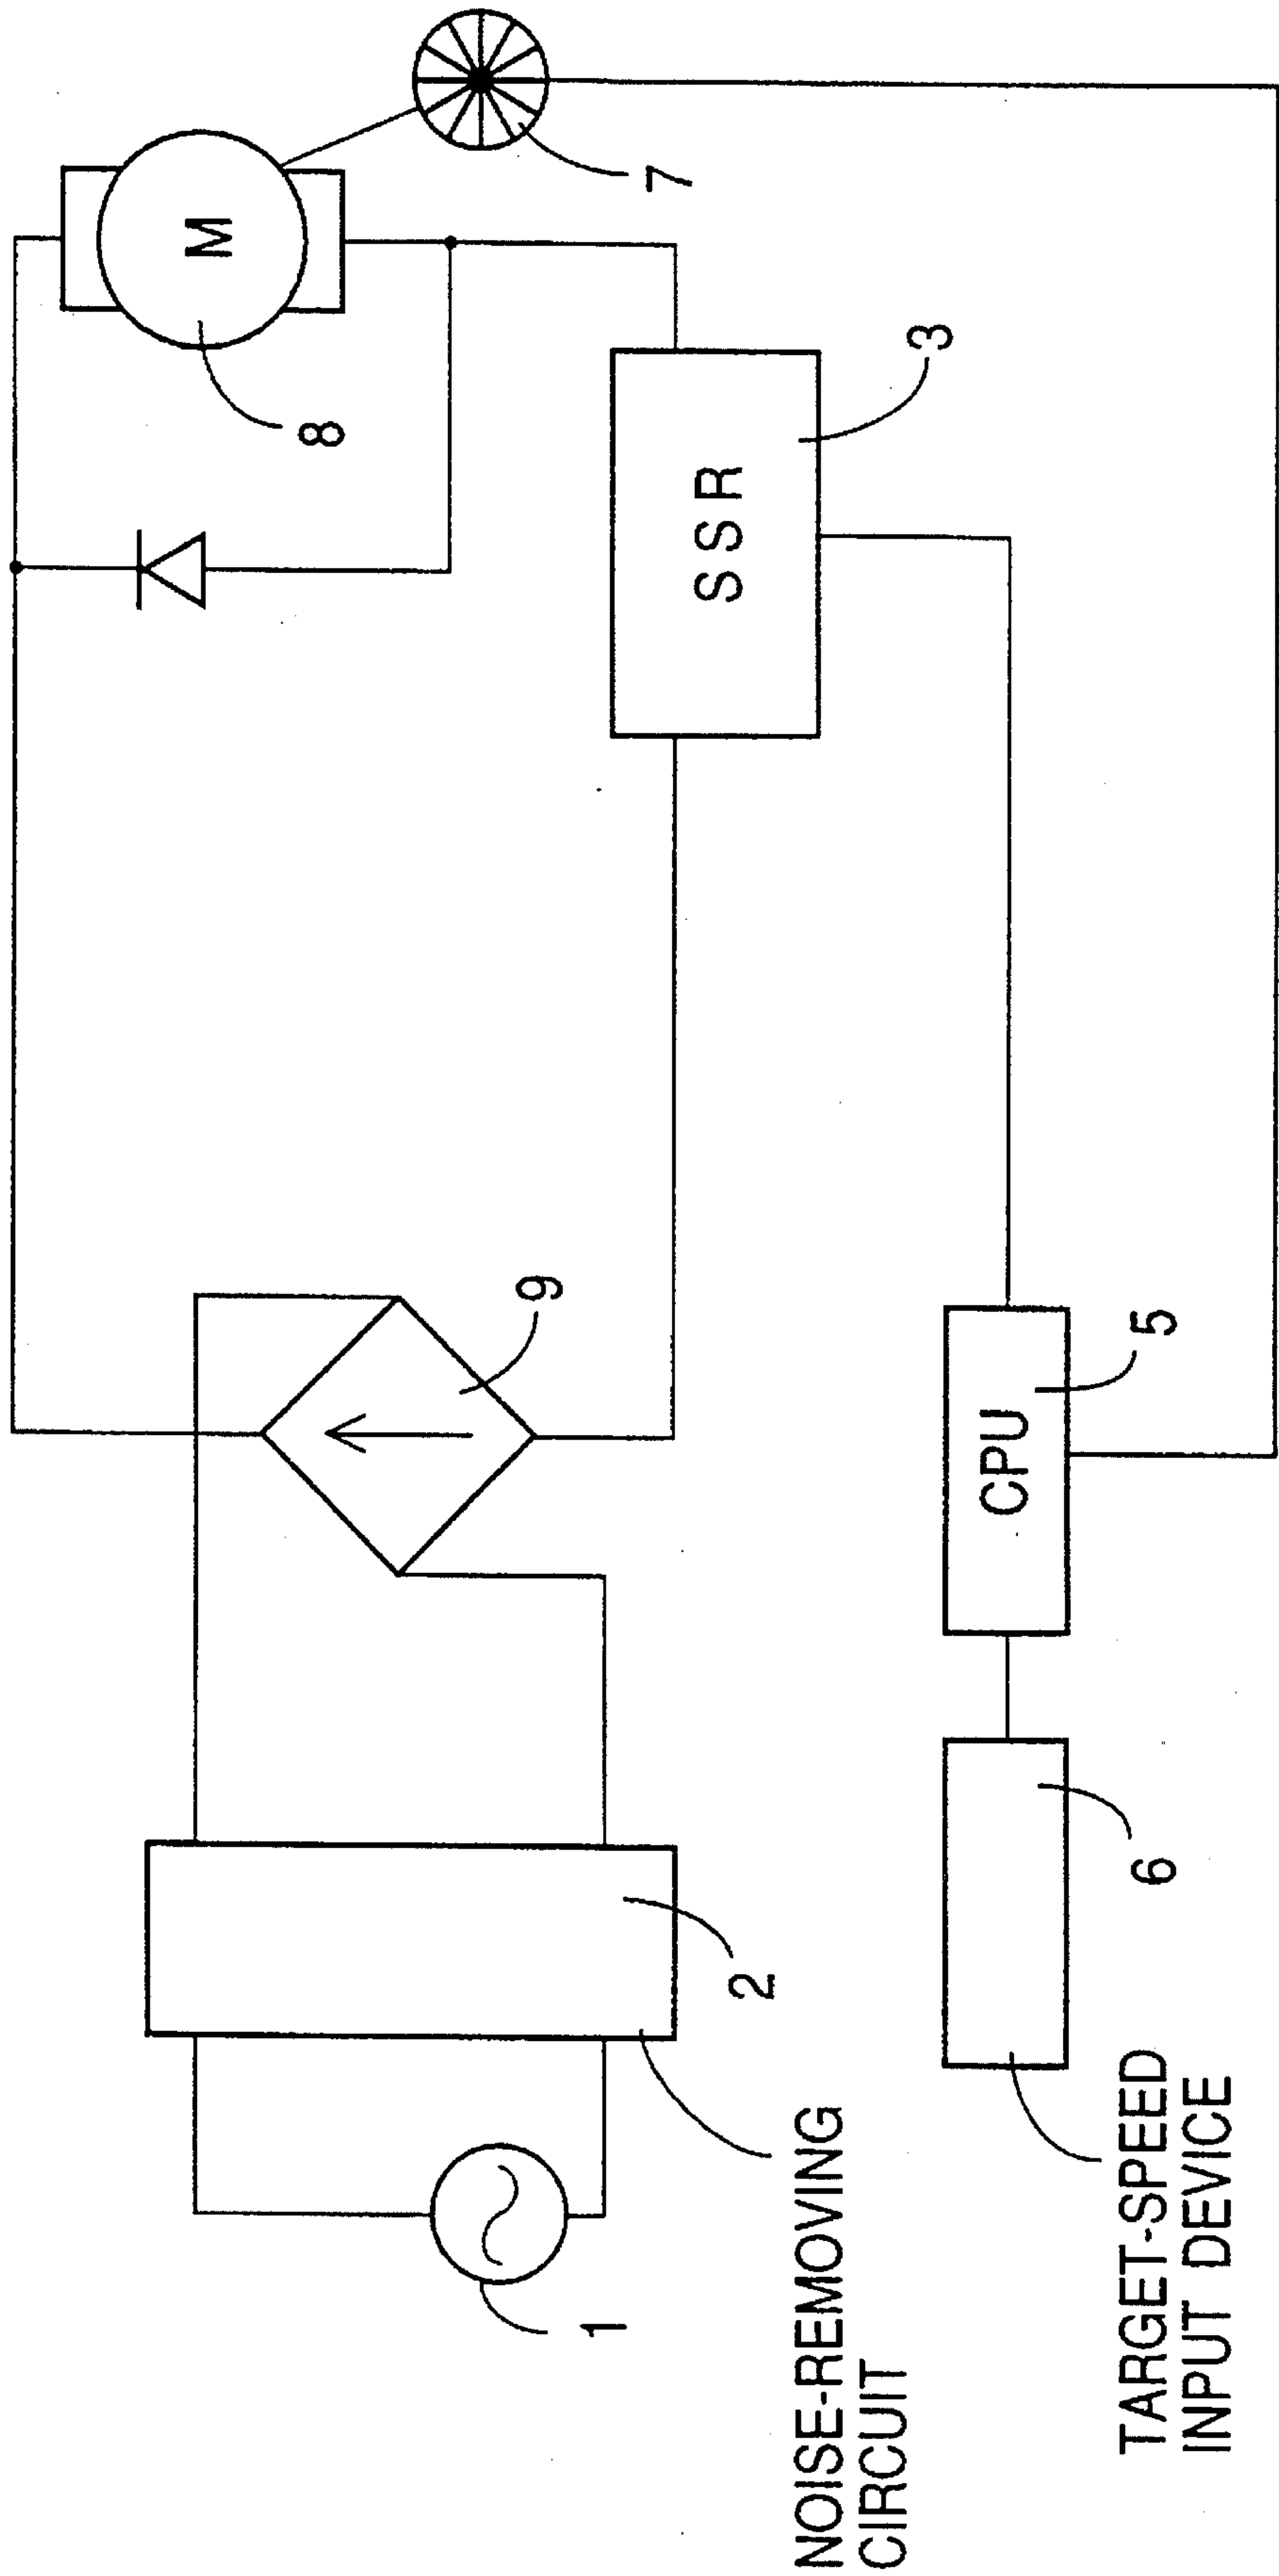 8
M
7
9
SSR
3
1
2
NOISE-REMOVING
CIRCUIT
CPU
5
6
TARGET-SPEED
INPUT DEVICE